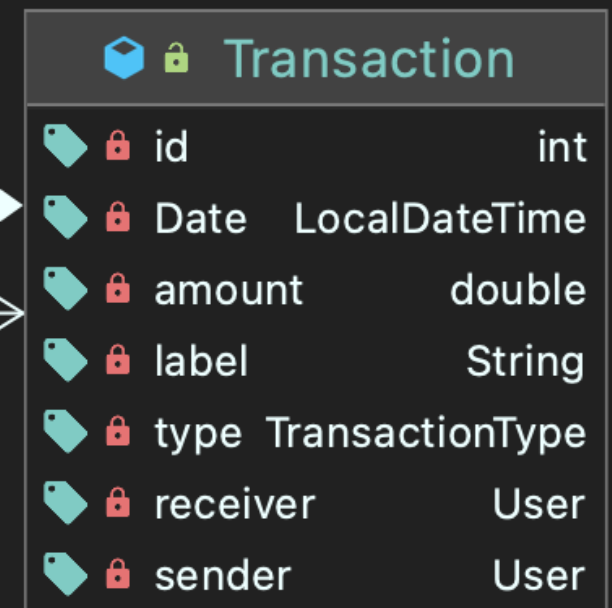 Transaction
id int
Date LocalDateTime
amount double
label String
type TransactionType
receiver User
sender User